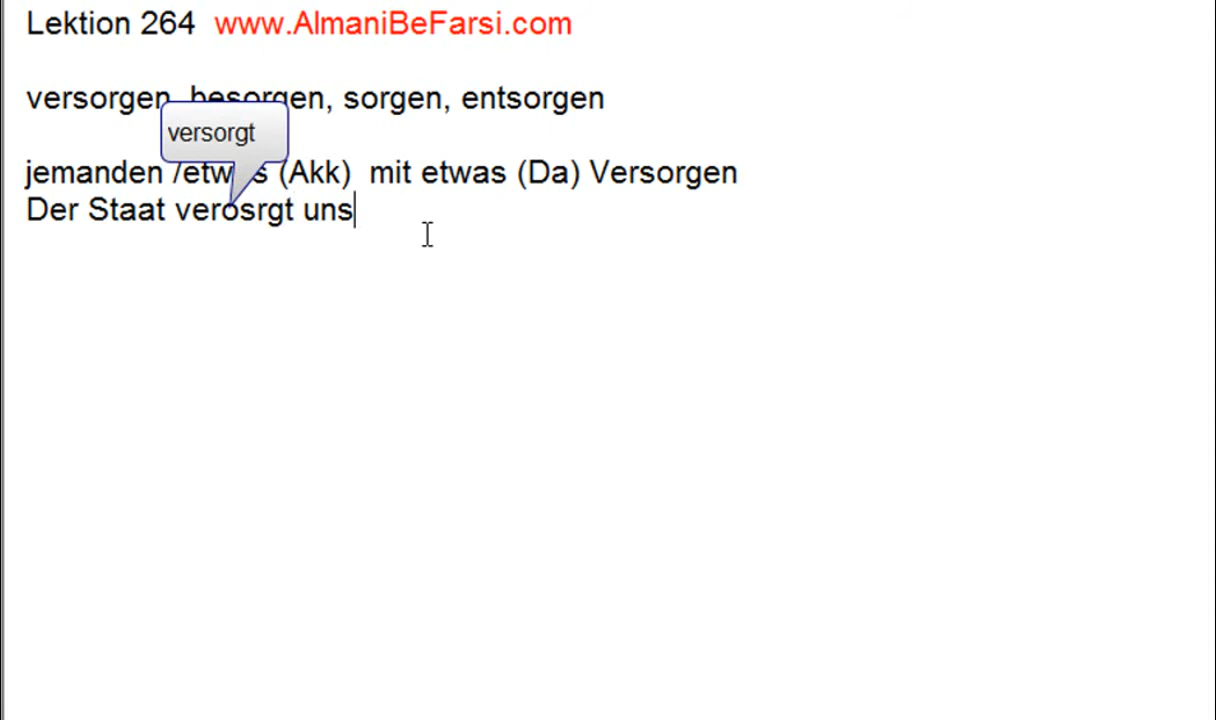 Lektion 264 www.AlmaniBeFarsi.com
versorgen, besorgen, sorgen, entsorgen
versorgt
jemanden /etwas (Akk) mit etwas (Da) Versorgen
Der Staat verosrgt uns